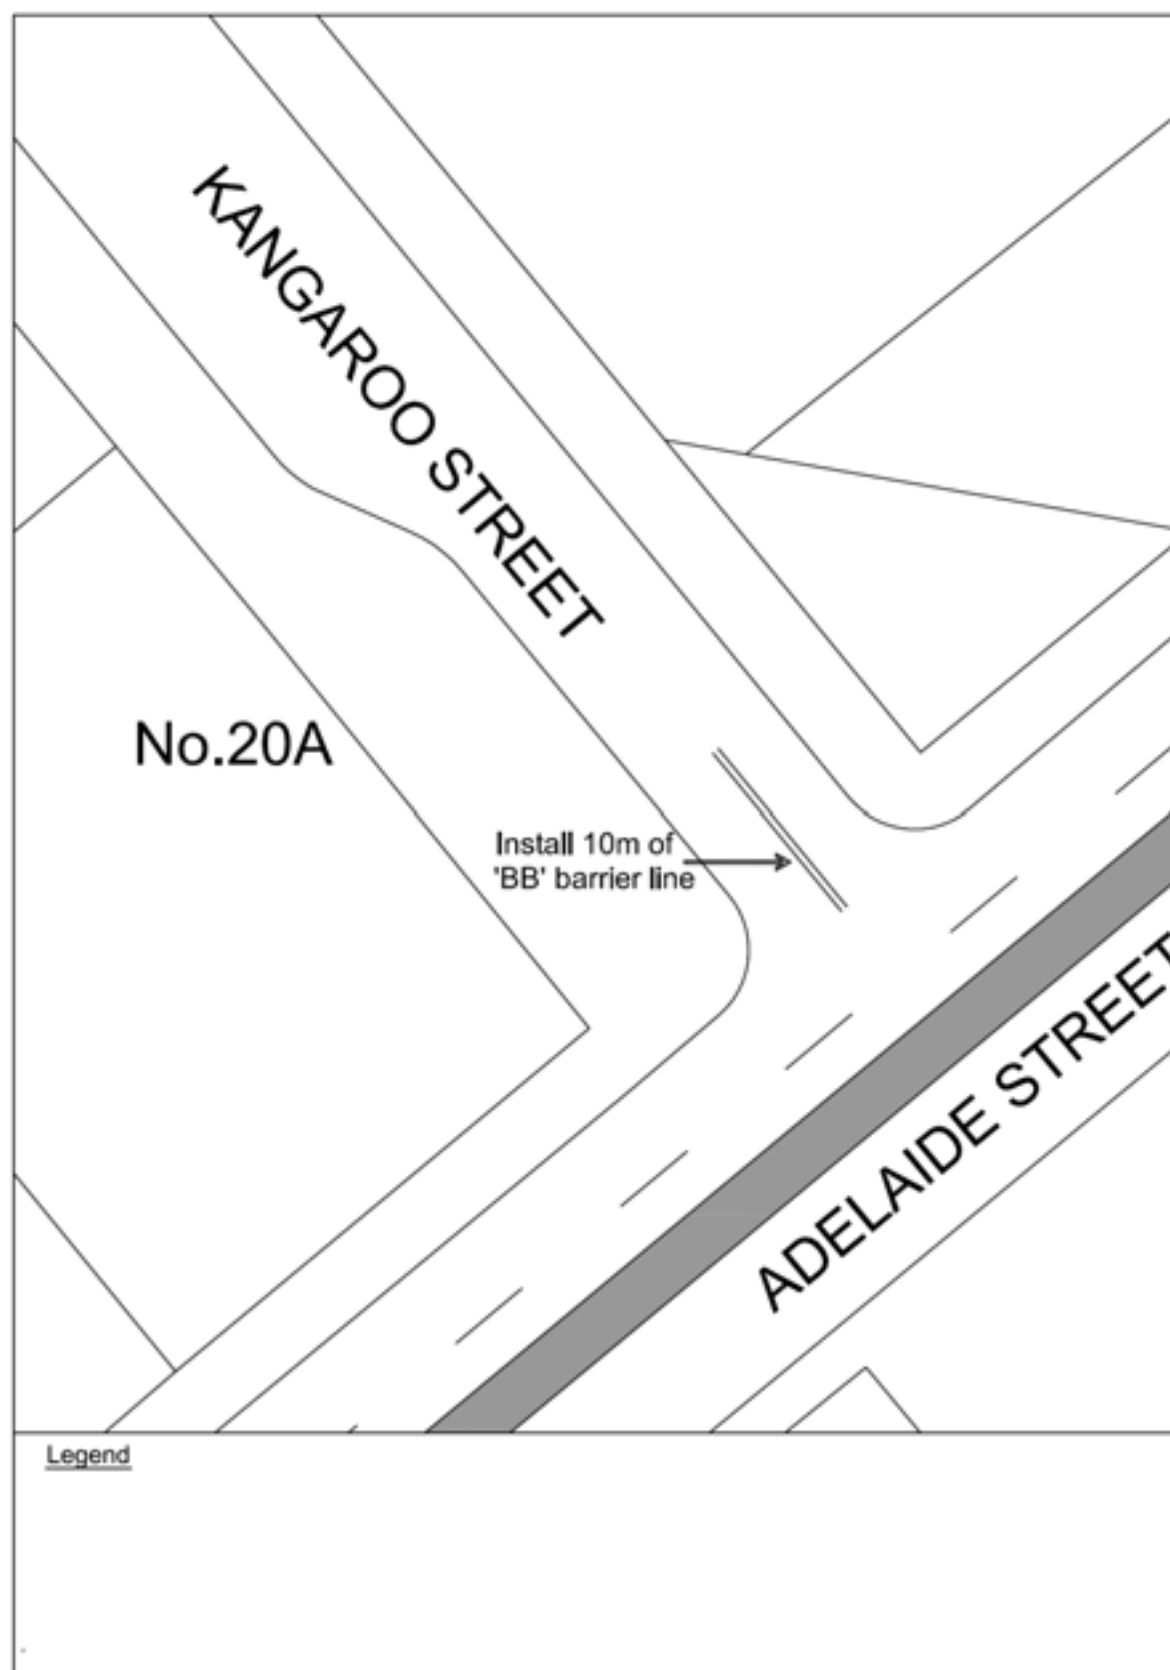 KANGAROO STREET
No.20A
Install 10m of
'BB' barrier line
ADELAIDE STREET
Legend